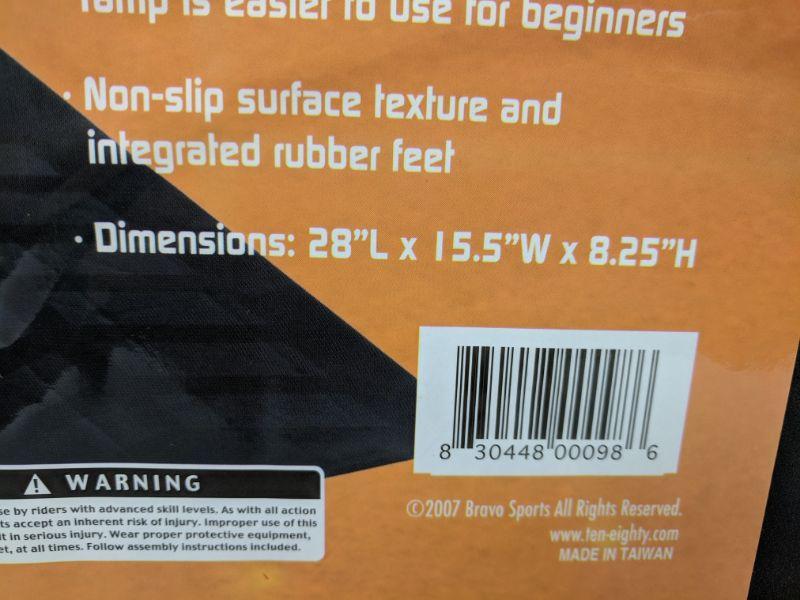 ramp is easier to use for beginners
· Non-slip surface texture and
integrated rubber feet
· Dimensions: 28"L x 15.5"W x 8.25"H
8 30448 00098 6
WARNING
se by riders with advanced skill levels. As with all action
ts accept an inherent risk of injury. Improper use of this
it in serious injury. Wear proper protective equipment,
et, at all times. Follow assembly instructions included.
©2007 Bravo Sports All Rights Reserved.
www.ten-eighty.com
MADE IN TAIWAN